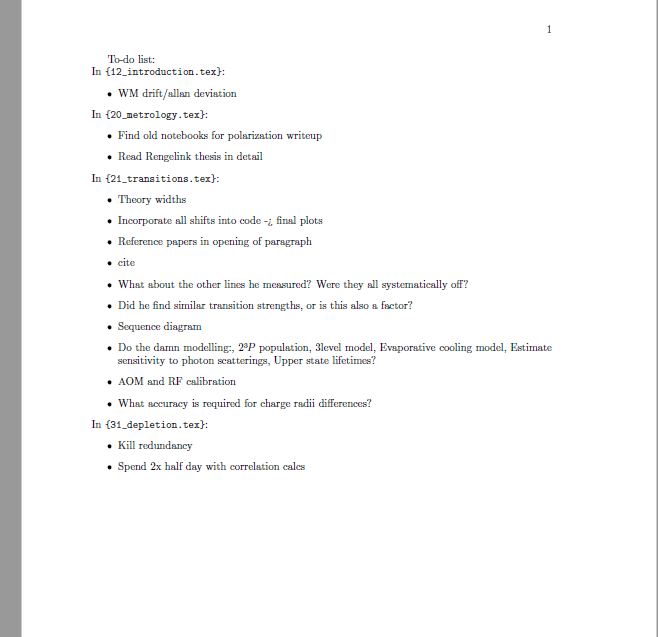 1
To-do list:
In {12_introduction.tex}:
• WM drift/allan deviation
In {20_metrology.tex}:
• Find old notebooks for polarization writeup
• Read Rengelink thesis in detail
In {21_transitions.tex}:
• Theory widths
• Incorporate all shifts into code -¿ final plots
• Reference papers in opening of paragraph
• cite
• What about the other lines he measured? Were they all systematically off?
• Did he find similar transition strengths, or is this also a factor?
• Sequence diagram
• Do the damn modelling:, 2³P population, 3level model, Evaporative cooling model, Estimate
sensitivity to photon scatterings, Upper state lifetimes?
• AOM and RF calibration
• What accuracy is required for charge radii differences?
In {31_depletion.tex}:
• Kill redundancy
• Spend 2x half day with correlation calcs